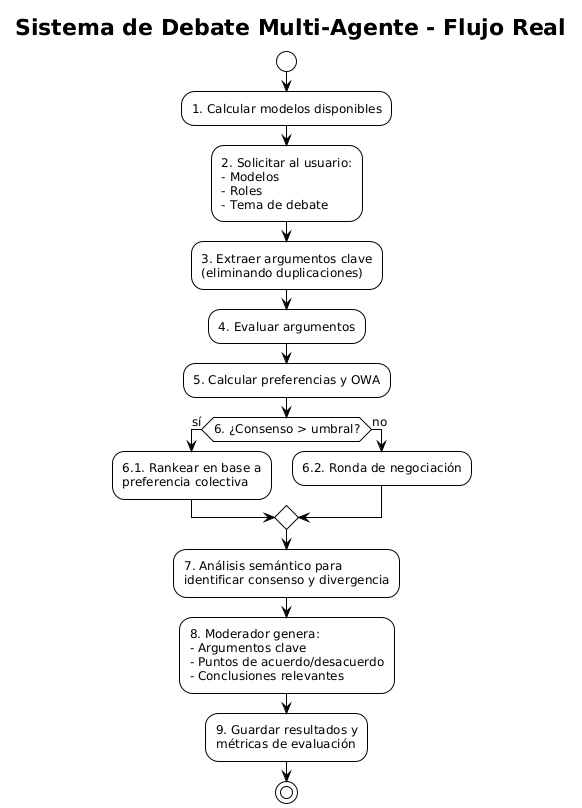 Sistema de Debate Multi-Agente - Flujo Real
1. Calcular modelos disponibles
2. Solicitar al usuario:
- Modelos
- Roles
- Tema de debate
3. Extraer argumentos clave
(eliminando duplicaciones)
4. Evaluar argumentos
5. Calcular preferencias y OWA
6. ¿Consenso > umbral?
sí
no
6.1. Rankear en base a
preferencia colectiva
6.2. Ronda de negociación
7. Análisis semántico para
identificar consenso y divergencia
8. Moderador genera:
- Argumentos clave
- Puntos de acuerdo/desacuerdo
- Conclusiones relevantes
9. Guardar resultados y
métricas de evaluación